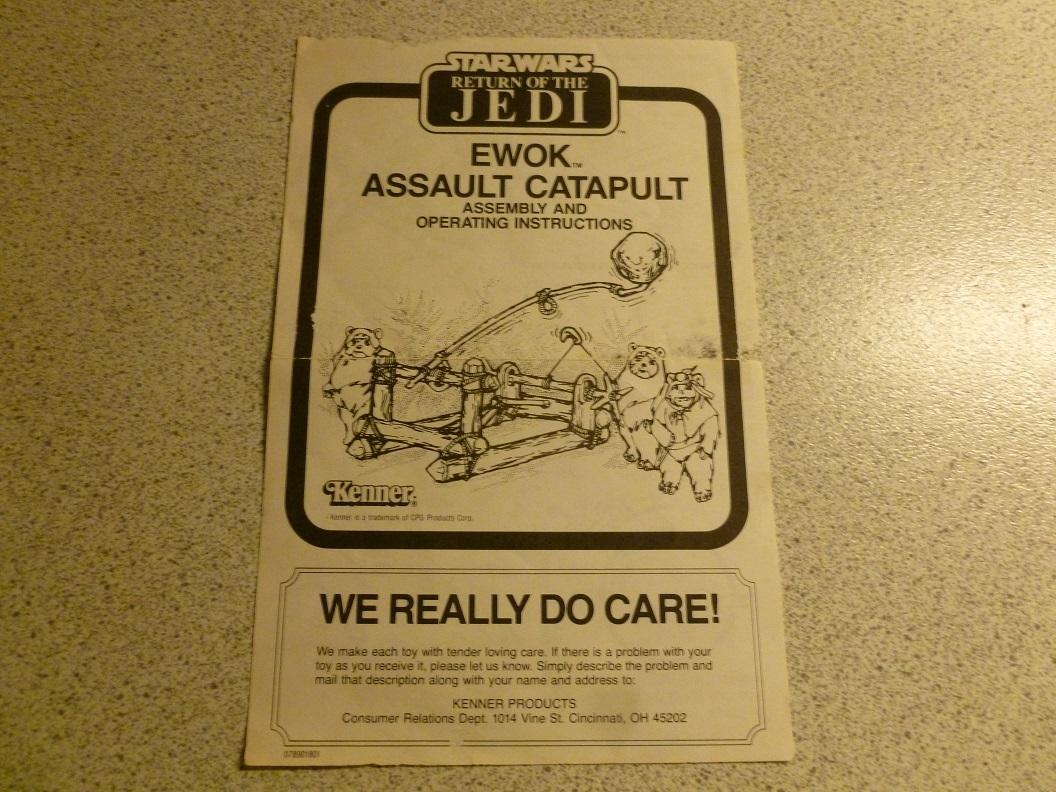 STAR WARS
RETURN OF THE
JEDI
™
EWOK™
ASSAULT CATAPULT
ASSEMBLY AND
OPERATING INSTRUCTIONS
Kenner®
Kenner is a trademark of CPG Products Corp.
WE REALLY DO CARE!
We make each toy with tender loving care. If there is a problem with your
toy as you receive it, please let us know. Simply describe the problem and
mail that description along with your name and address to:
KENNER PRODUCTS
Consumer Relations Dept. 1014 Vine St. Cincinnati, OH 45202